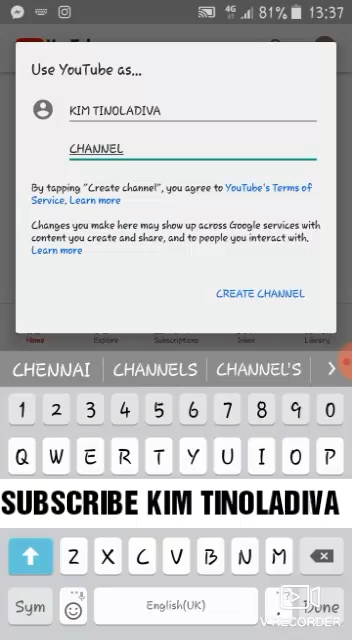 4G 81% 13:37
Use YouTube as...
KIM TINOLADIVA
CHANNEL
By tapping "Create channel", you agree to YouTube's Terms of
Service. Learn more
Changes you make here may show up across Google services with
content you create and share, and to people you interact with.
Learn more
CREATE CHANNEL
Home Explore Subscriptions Inbox Library
CHENNAI CHANNELS CHANNEL'S
1 2 3 4 5 6 7 8 9 0
Q W E R T Y U I O P
SUBSCRIBE KIM TINOLADIVA
Z X C V B N M
Sym English(UK) Done
V RECORDER